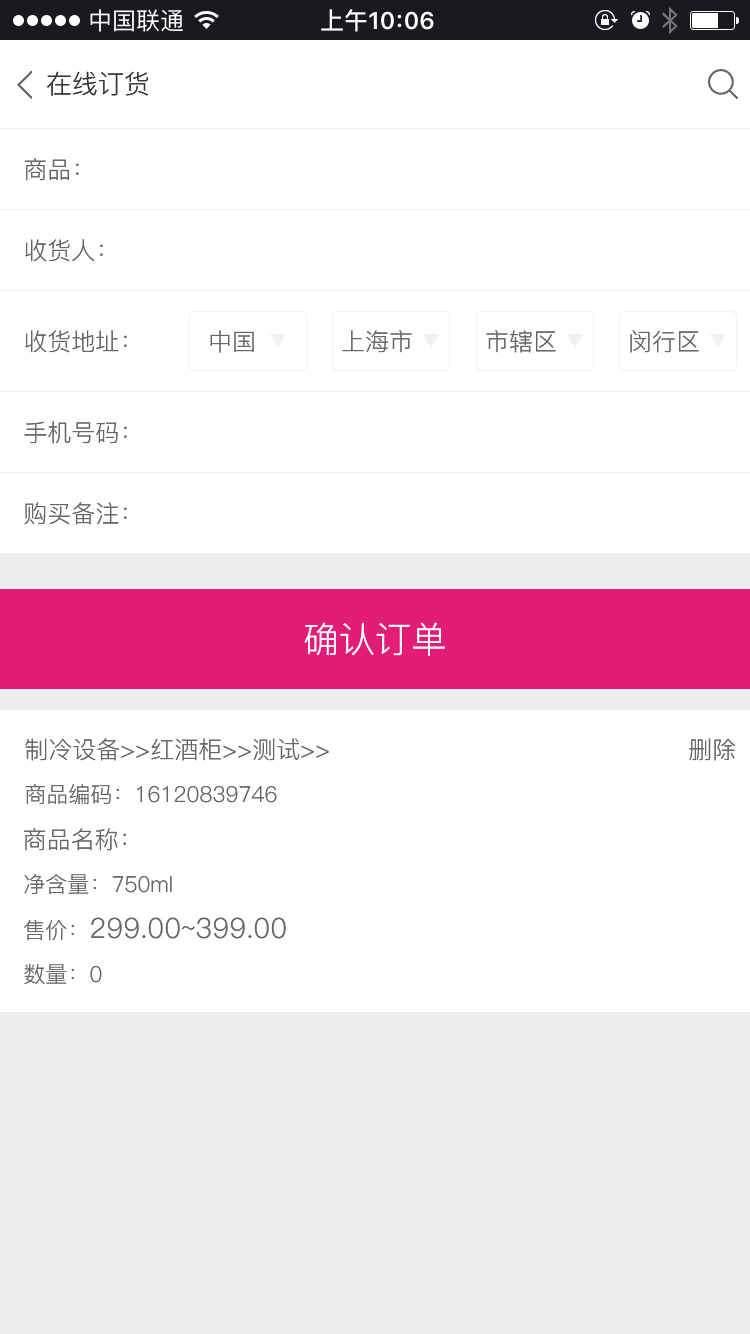 中国联通 上午10:06
在线订货
商品:
收货人:
收货地址: 中国 上海市 市辖区 闵行区
手机号码:
购买备注:
确认订单
制冷设备>>红酒柜>>测试>> 删除
商品编码: 16120839746
商品名称:
净含量: 750ml
售价: 299.00~399.00
数量: 0